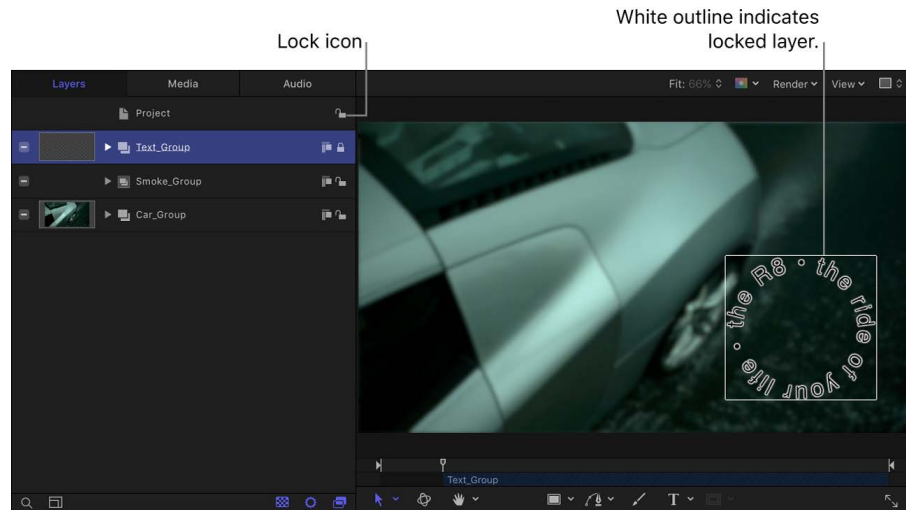 White outline indicates
locked layer.
Lock icon
Layers Media Audio
Fit: 66% Render View
Project
Text_Group
Smoke_Group
Car_Group
the R8 • the ride of your life •
Text_Group
T